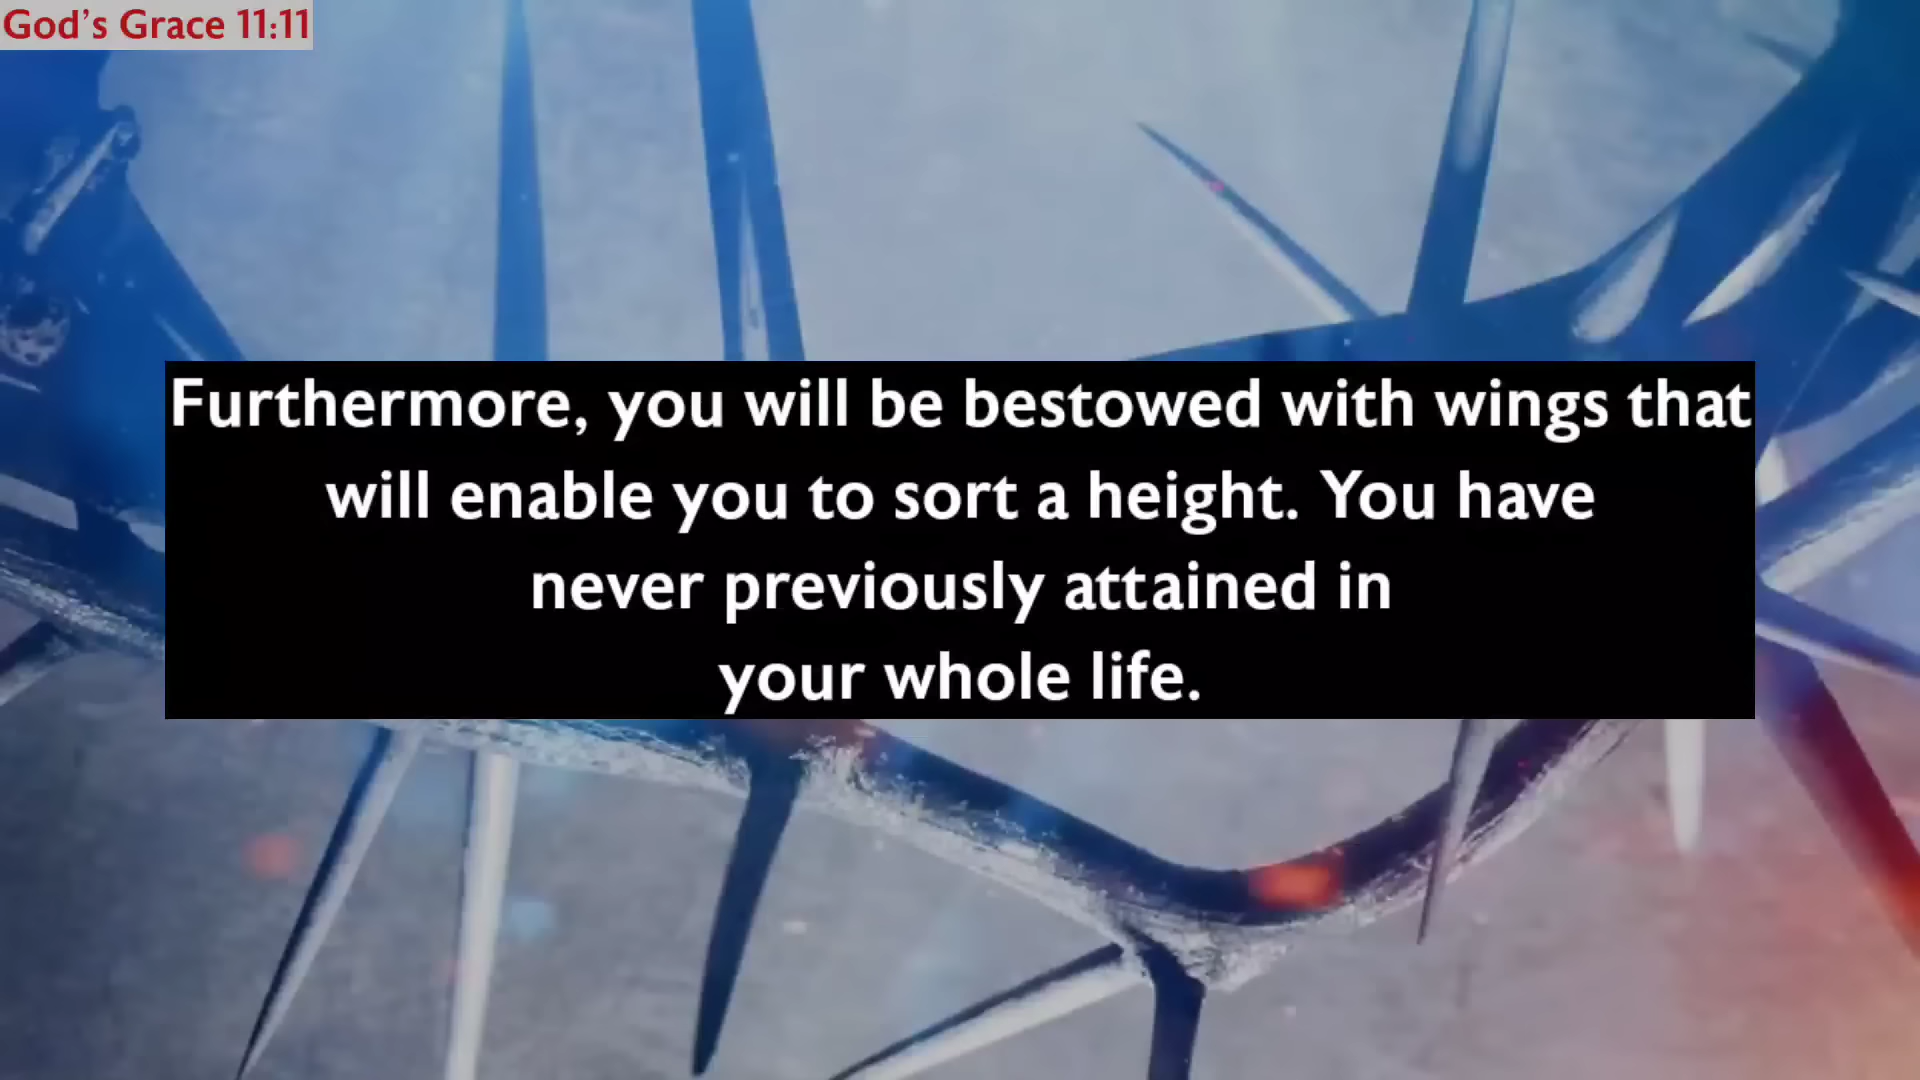 God's Grace 11:11
Furthermore, you will be bestowed with wings that
will enable you to sort a height. You have
never previously attained in
your whole life.